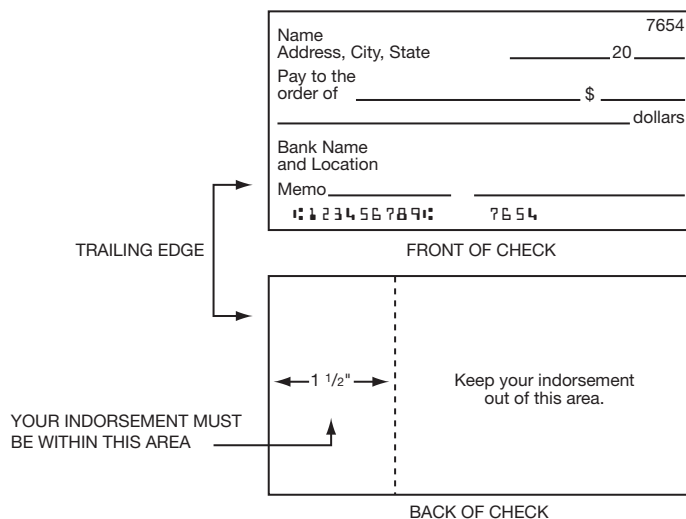 7654
Name
Address, City, State 20
Pay to the
order of $
dollars
Bank Name
and Location
Memo
⑆123456789⑆ 7654
TRAILING EDGE
FRONT OF CHECK
1 1/2"
Keep your indorsement
out of this area.
YOUR INDORSEMENT MUST
BE WITHIN THIS AREA
BACK OF CHECK